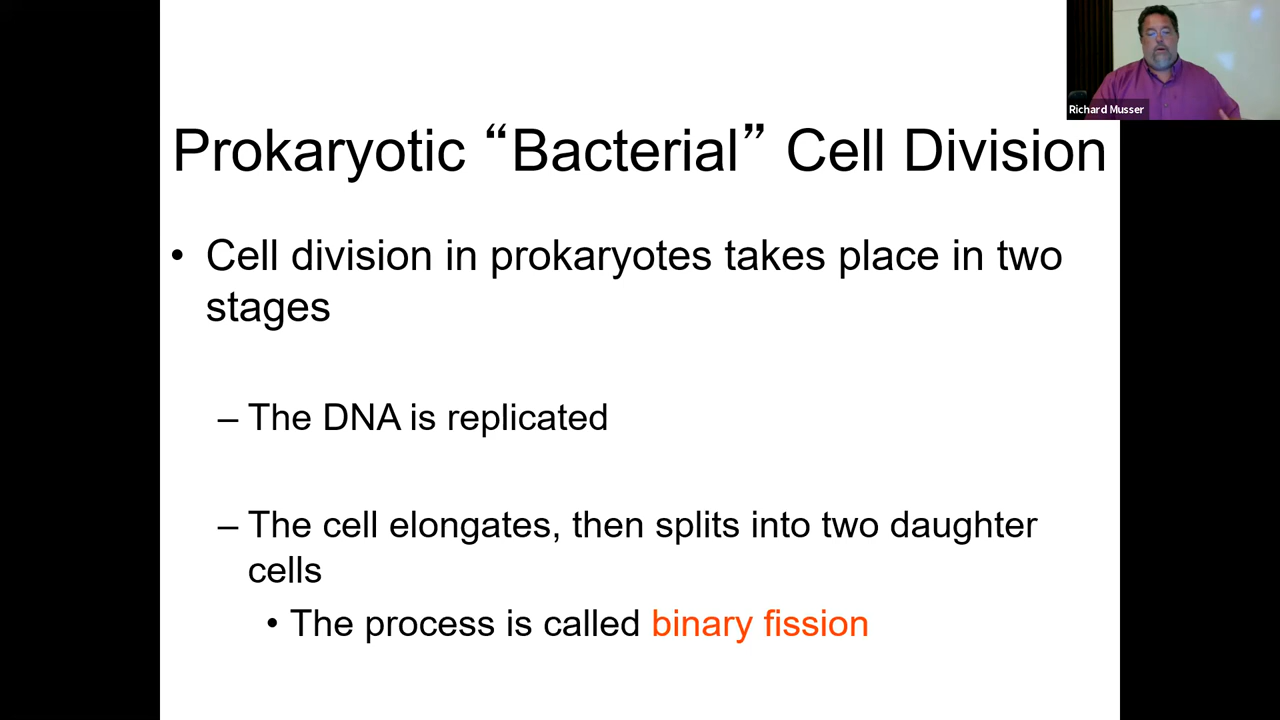 Richard Musser
Prokaryotic “Bacterial” Cell Division
• Cell division in prokaryotes takes place in two
stages
– The DNA is replicated
– The cell elongates, then splits into two daughter
cells
• The process is called binary fission